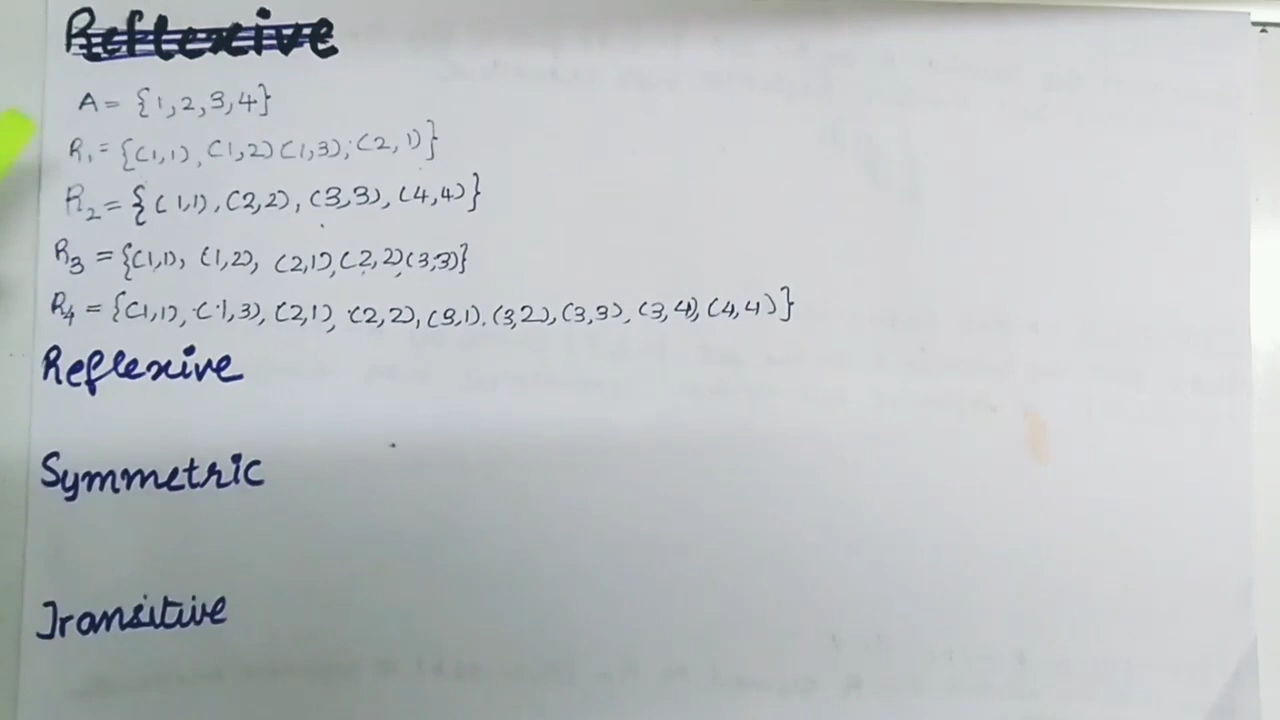 Reflexive
A = {1,2,3,4}
R1 = {(1,1), (1,2) (1,3), (2,1)}
R2 = {(1,1), (2,2), (3,3), (4,4)}
R3 = {(1,1), (1,2), (2,1), (2,2), (3,3)}
R4 = {(1,1), (1,3), (2,1), (2,2), (3,1), (3,2), (3,3), (3,4), (4,4)}
Reflexive
Symmetric
Transitive